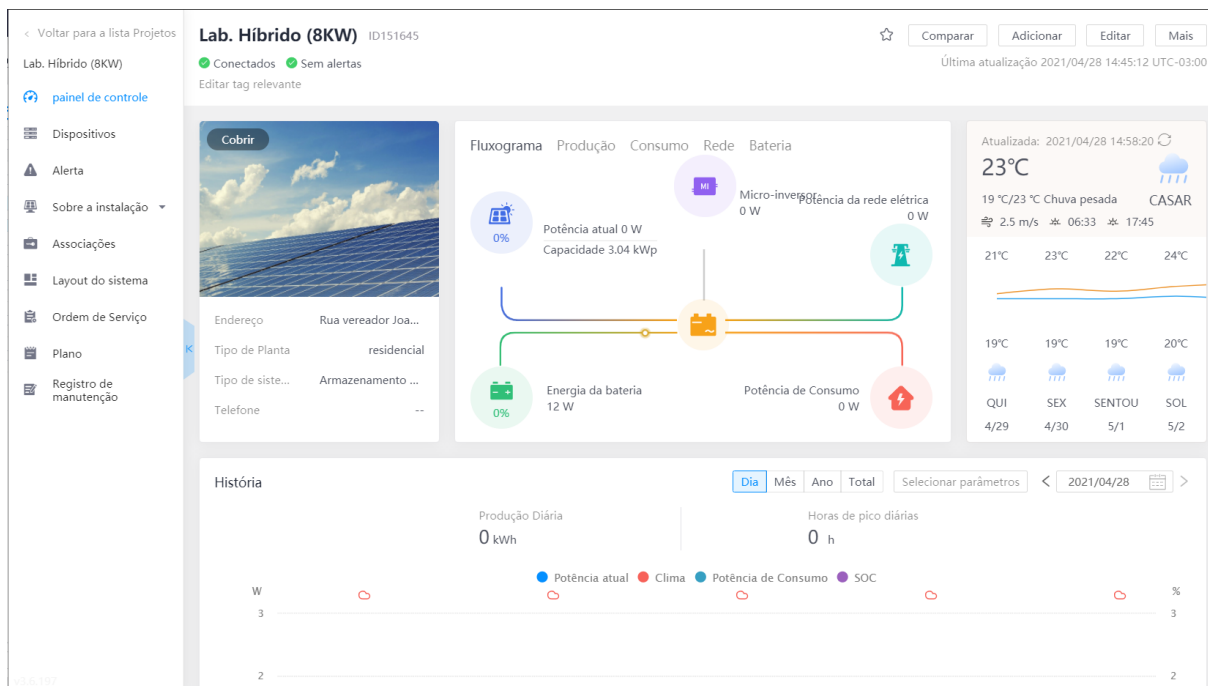 Voltar para a lista Projetos
Lab. Híbrido (8KW)
painel de controle
Dispositivos
Alerta
Sobre a instalação
Associações
Layout do sistema
Ordem de Serviço
Plano
Registro de
manutenção
v3.6.197
Lab. Híbrido (8KW) ID151645
Conectados Sem alertas
Editar tag relevante
Comparar Adicionar Editar Mais
Última atualização 2021/04/28 14:45:12 UTC-03:00
Cobrir
Endereço Rua vereador Joa...
Tipo de Planta residencial
Tipo de siste... Armazenamento ...
Telefone --
Fluxograma Produção Consumo Rede Bateria
MI
Micro-inversor
0 W
Potência da rede elétrica
0 W
0%
Potência atual 0 W
Capacidade 3.04 kWp
0%
Energia da bateria
12 W
Potência de Consumo
0 W
Atualizada: 2021/04/28 14:58:20
23℃
19 ℃/23 ℃ Chuva pesada CASAR
2.5 m/s 06:33 17:45
21℃ 23℃ 22℃ 24℃
19℃ 19℃ 19℃ 20℃
QUI SEX SENTOU SOL
4/29 4/30 5/1 5/2
História
Dia Mês Ano Total Selecionar parâmetros < 2021/04/28 >
Produção Diária
0 kWh
Horas de pico diárias
0 h
Potência atual Clima Potência de Consumo SOC
W %
3 3
2 2